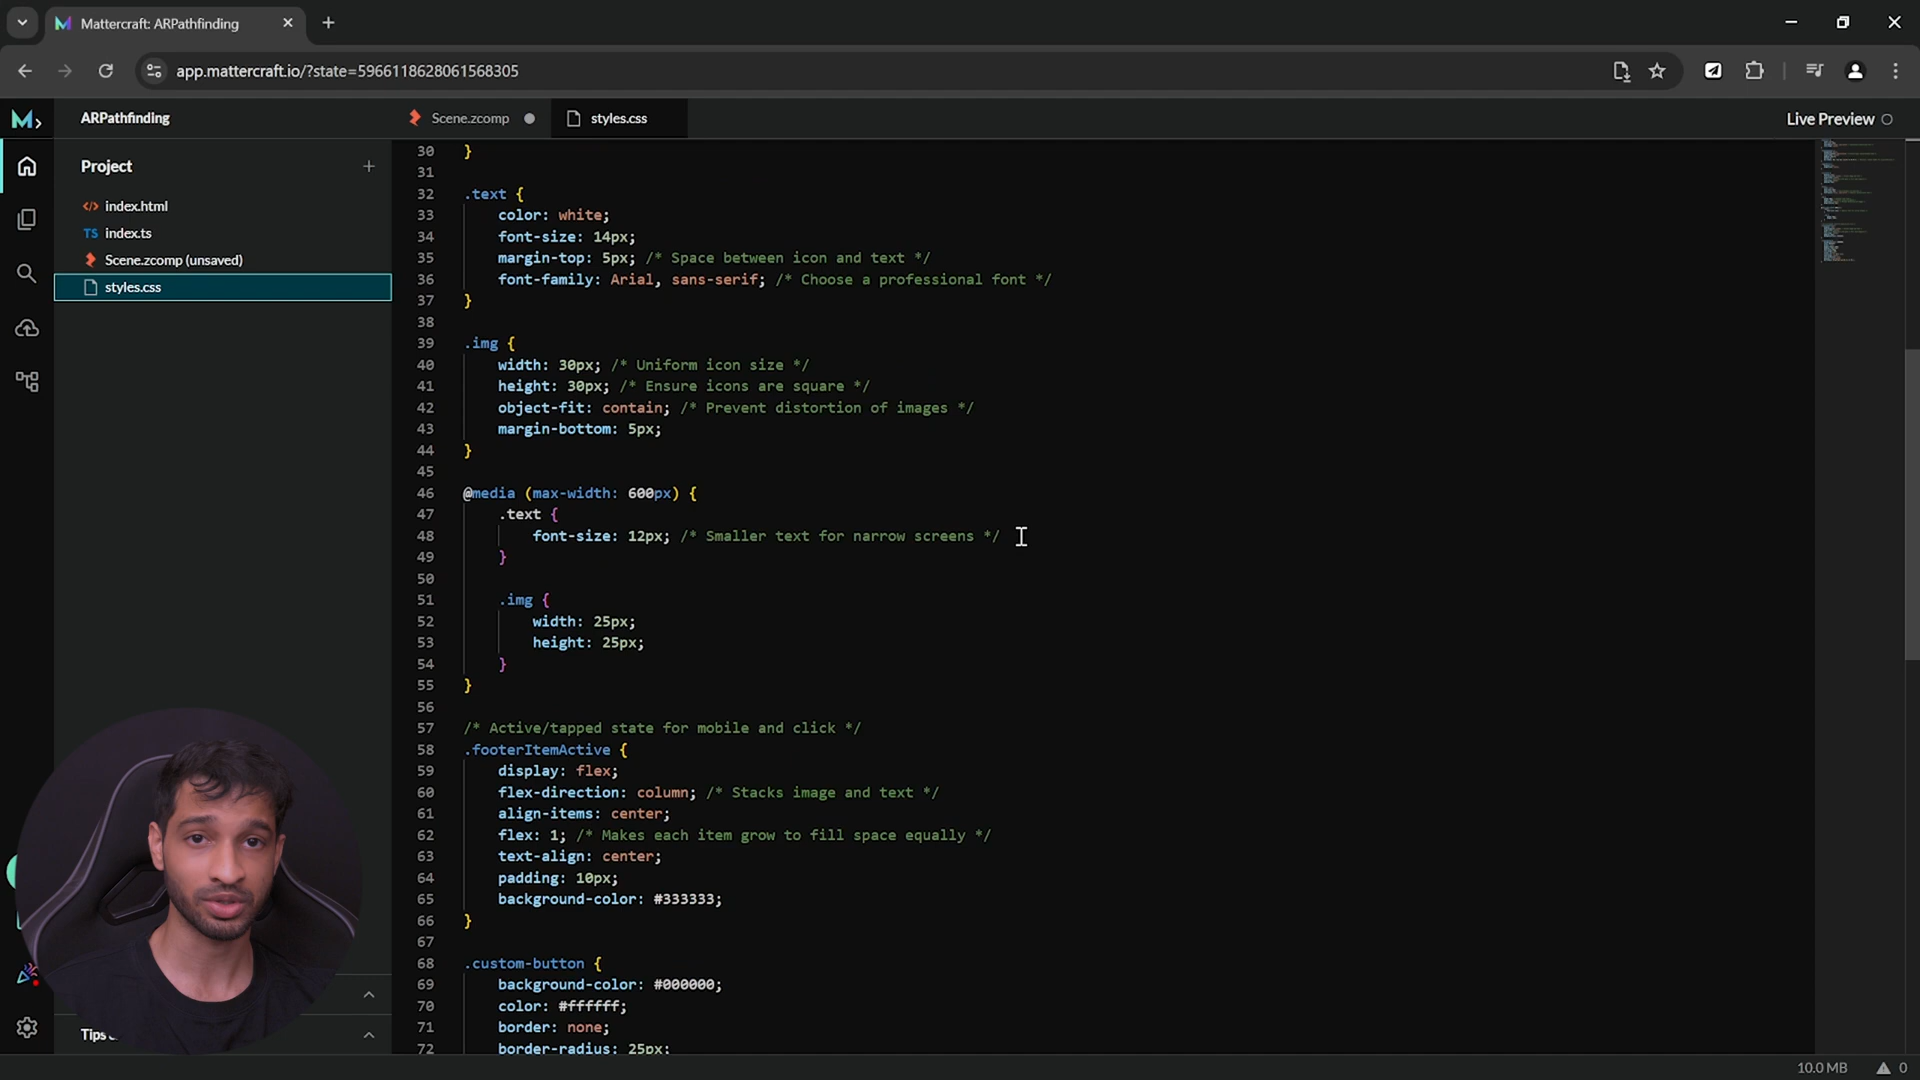 Mattercraft: ARPathfinding
app.mattercraft.io/?state=5966118628061568305
M>
ARPathfinding
Scene.zcomp
styles.css
Live Preview
Project
index.html
TS index.ts
Scene.zcomp (unsaved)
styles.css
30 }
31
32 .text {
33 color: white;
34 font-size: 14px;
35 margin-top: 5px; /* Space between icon and text */
36 font-family: Arial, sans-serif; /* Choose a professional font */
37 }
38
39 .img {
40 width: 30px; /* Uniform icon size */
41 height: 30px; /* Ensure icons are square */
42 object-fit: contain; /* Prevent distortion of images */
43 margin-bottom: 5px;
44 }
45
46 @media (max-width: 600px) {
47 .text {
48 font-size: 12px; /* Smaller text for narrow screens */
49 }
50
51 .img {
52 width: 25px;
53 height: 25px;
54 }
55 }
56
57 /* Active/tapped state for mobile and click */
58 .footerItemActive {
59 display: flex;
60 flex-direction: column; /* Stacks image and text */
61 align-items: center;
62 flex: 1; /* Makes each item grow to fill space equally */
63 text-align: center;
64 padding: 10px;
65 background-color: #333333;
66 }
67
68 .custom-button {
69 background-color: #000000;
70 color: #ffffff;
71 border: none;
72 border-radius: 25px;
Tips
10.0 MB
0